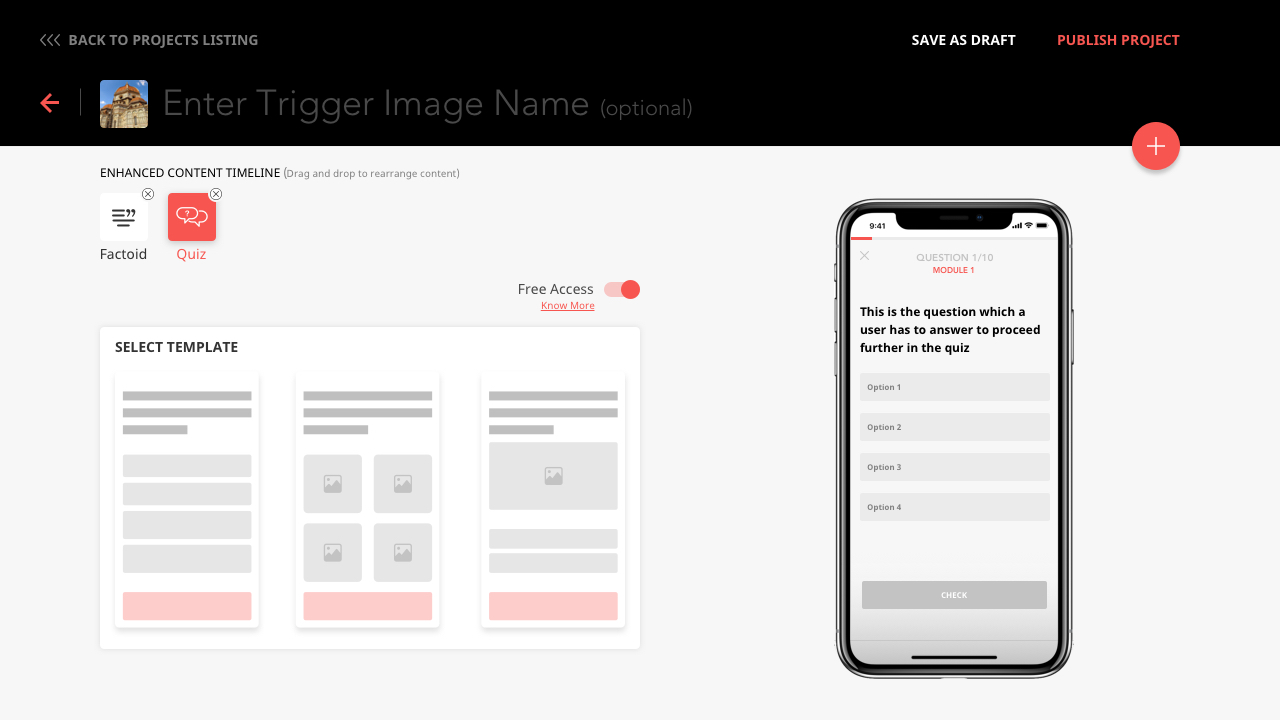 BACK TO PROJECTS LISTING
SAVE AS DRAFT
PUBLISH PROJECT
Enter Trigger Image Name (optional)
ENHANCED CONTENT TIMELINE (Drag and drop to rearrange content)
Factoid
Quiz
Free Access
Know More
SELECT TEMPLATE
9:41
QUESTION 1/10
MODULE 1
This is the question which a
user has to answer to proceed
further in the quiz
Option 1
Option 2
Option 3
Option 4
CHECK